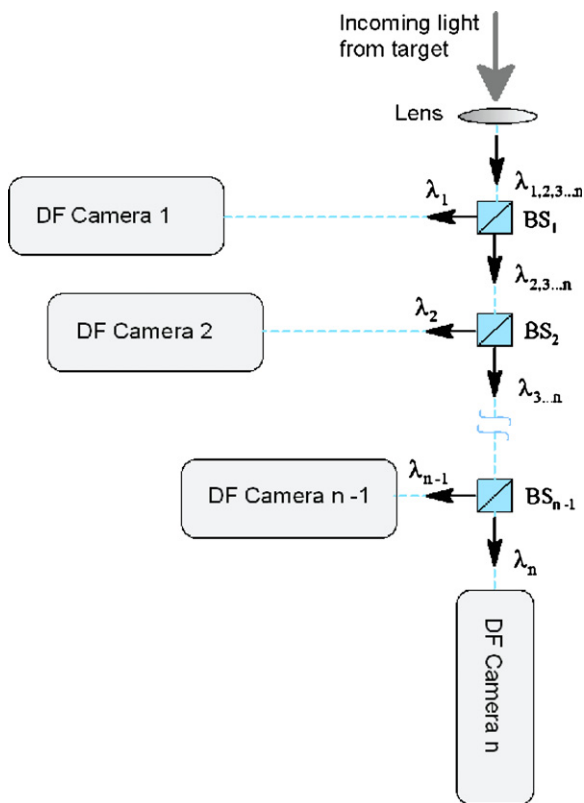 Incoming light
from target
Lens
λ1,2,3...n
λ1
DF Camera 1
BS1
λ2,3...n
λ2
DF Camera 2
BS2
λ3...n
λn-1
DF Camera n -1
BSn-1
λn
DF Camera n